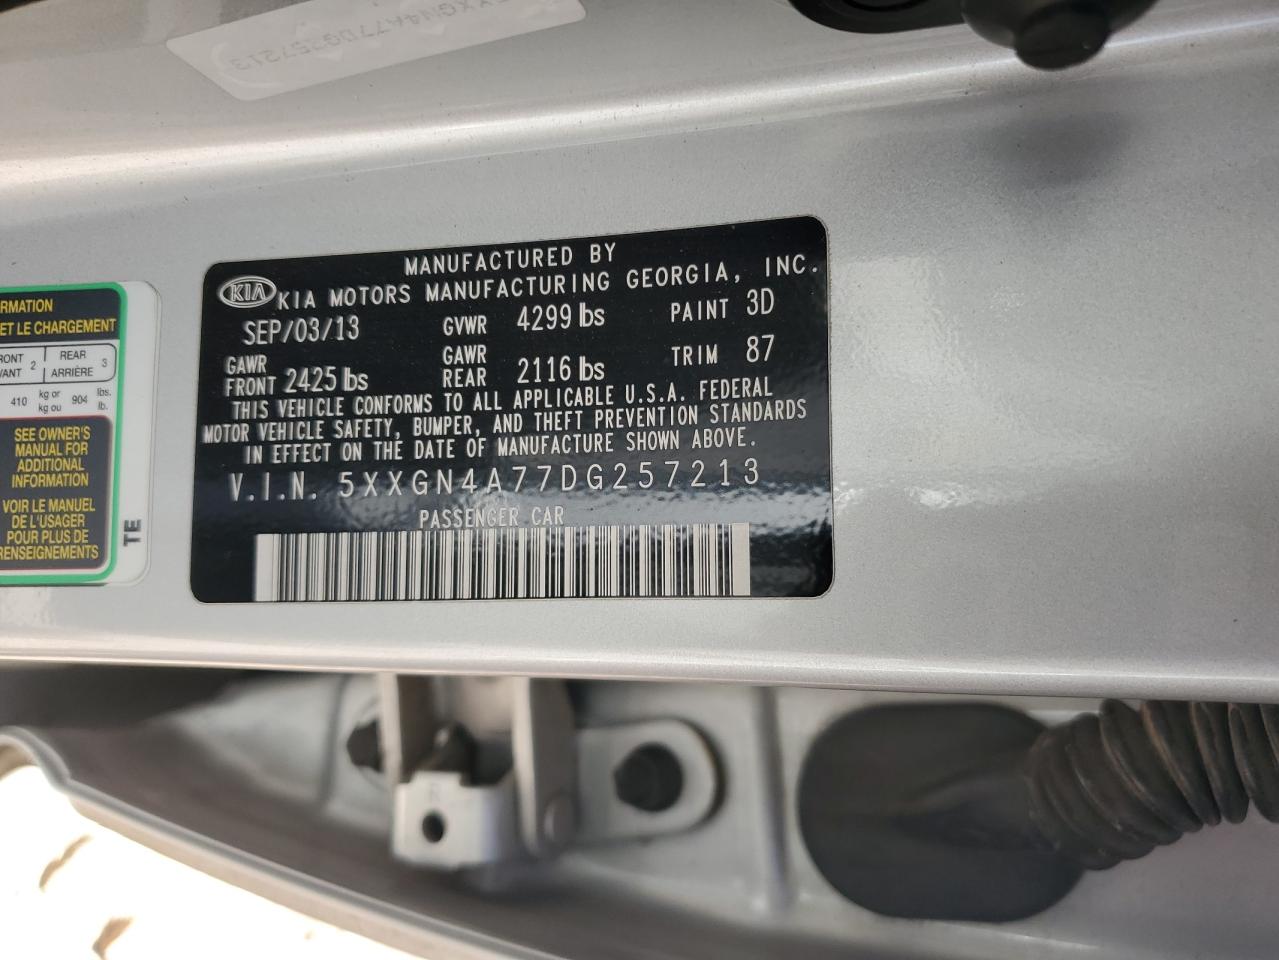 5XXGN4A77DG257213
MANUFACTURED BY
KIA KIA MOTORS MANUFACTURING GEORGIA, INC.
SEP/03/13 GVWR 4299 lbs PAINT 3D
GAWR FRONT 2425 lbs GAWR REAR 2116 lbs TRIM 87
THIS VEHICLE CONFORMS TO ALL APPLICABLE U.S.A. FEDERAL
MOTOR VEHICLE SAFETY, BUMPER, AND THEFT PREVENTION STANDARDS
IN EFFECT ON THE DATE OF MANUFACTURE SHOWN ABOVE.
V.I.N. 5XXGN4A77DG257213
PASSENGER CAR
ET LE CHARGEMENT
2 REAR 3
ARRIÈRE
410 kg or 904 lbs.
kg ou lb.
SEE OWNER'S
MANUAL FOR
ADDITIONAL
INFORMATION
VOIR LE MANUEL
DE L'USAGER
POUR PLUS DE
RENSEIGNEMENTS
TE